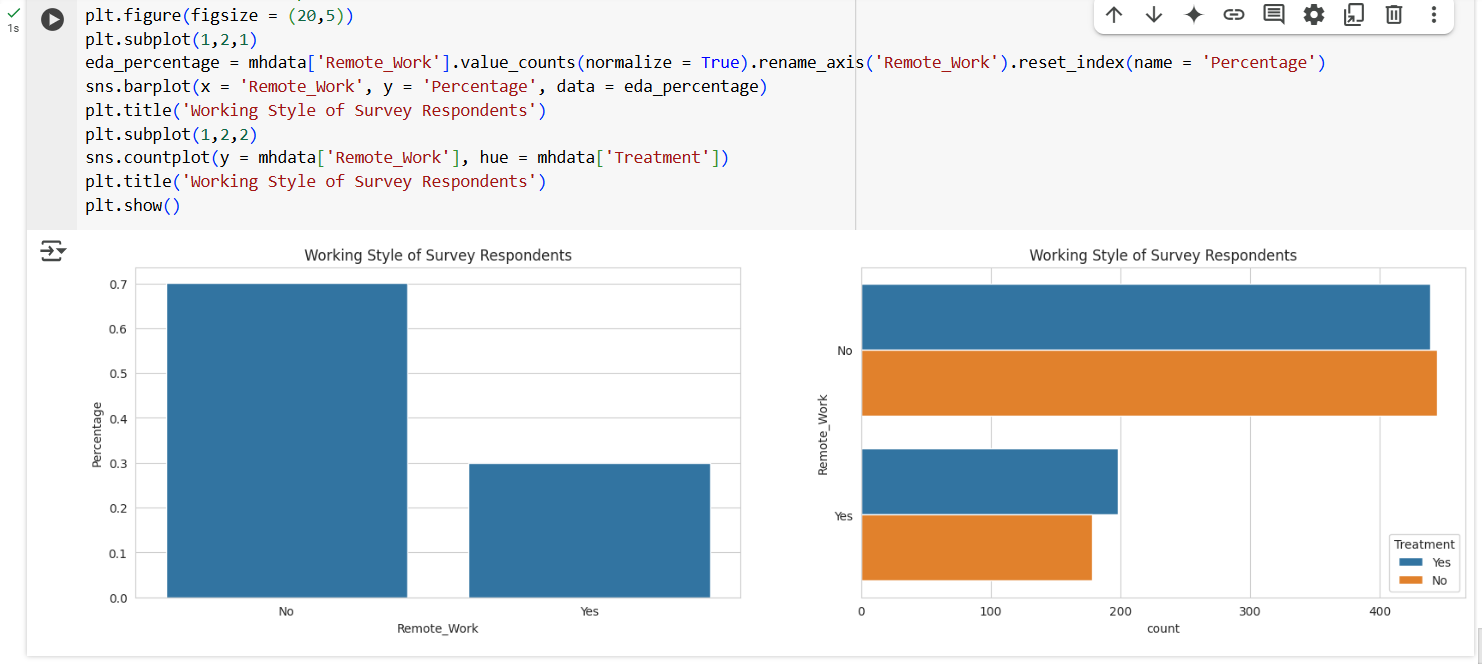 1s
plt.figure(figsize = (20,5))
plt.subplot(1,2,1)
eda_percentage = mhdata['Remote_Work'].value_counts(normalize = True).rename_axis('Remote_Work').reset_index(name = 'Percentage')
sns.barplot(x = 'Remote_Work', y = 'Percentage', data = eda_percentage)
plt.title('Working Style of Survey Respondents')
plt.subplot(1,2,2)
sns.countplot(y = mhdata['Remote_Work'], hue = mhdata['Treatment'])
plt.title('Working Style of Survey Respondents')
plt.show()
Working Style of Survey Respondents
0.7
0.6
0.5
0.4
0.3
0.2
0.1
0.0
Percentage
No Yes
Remote_Work
Working Style of Survey Respondents
No
Yes
Remote_Work
Treatment
Yes
No
0 100 200 300 400
count